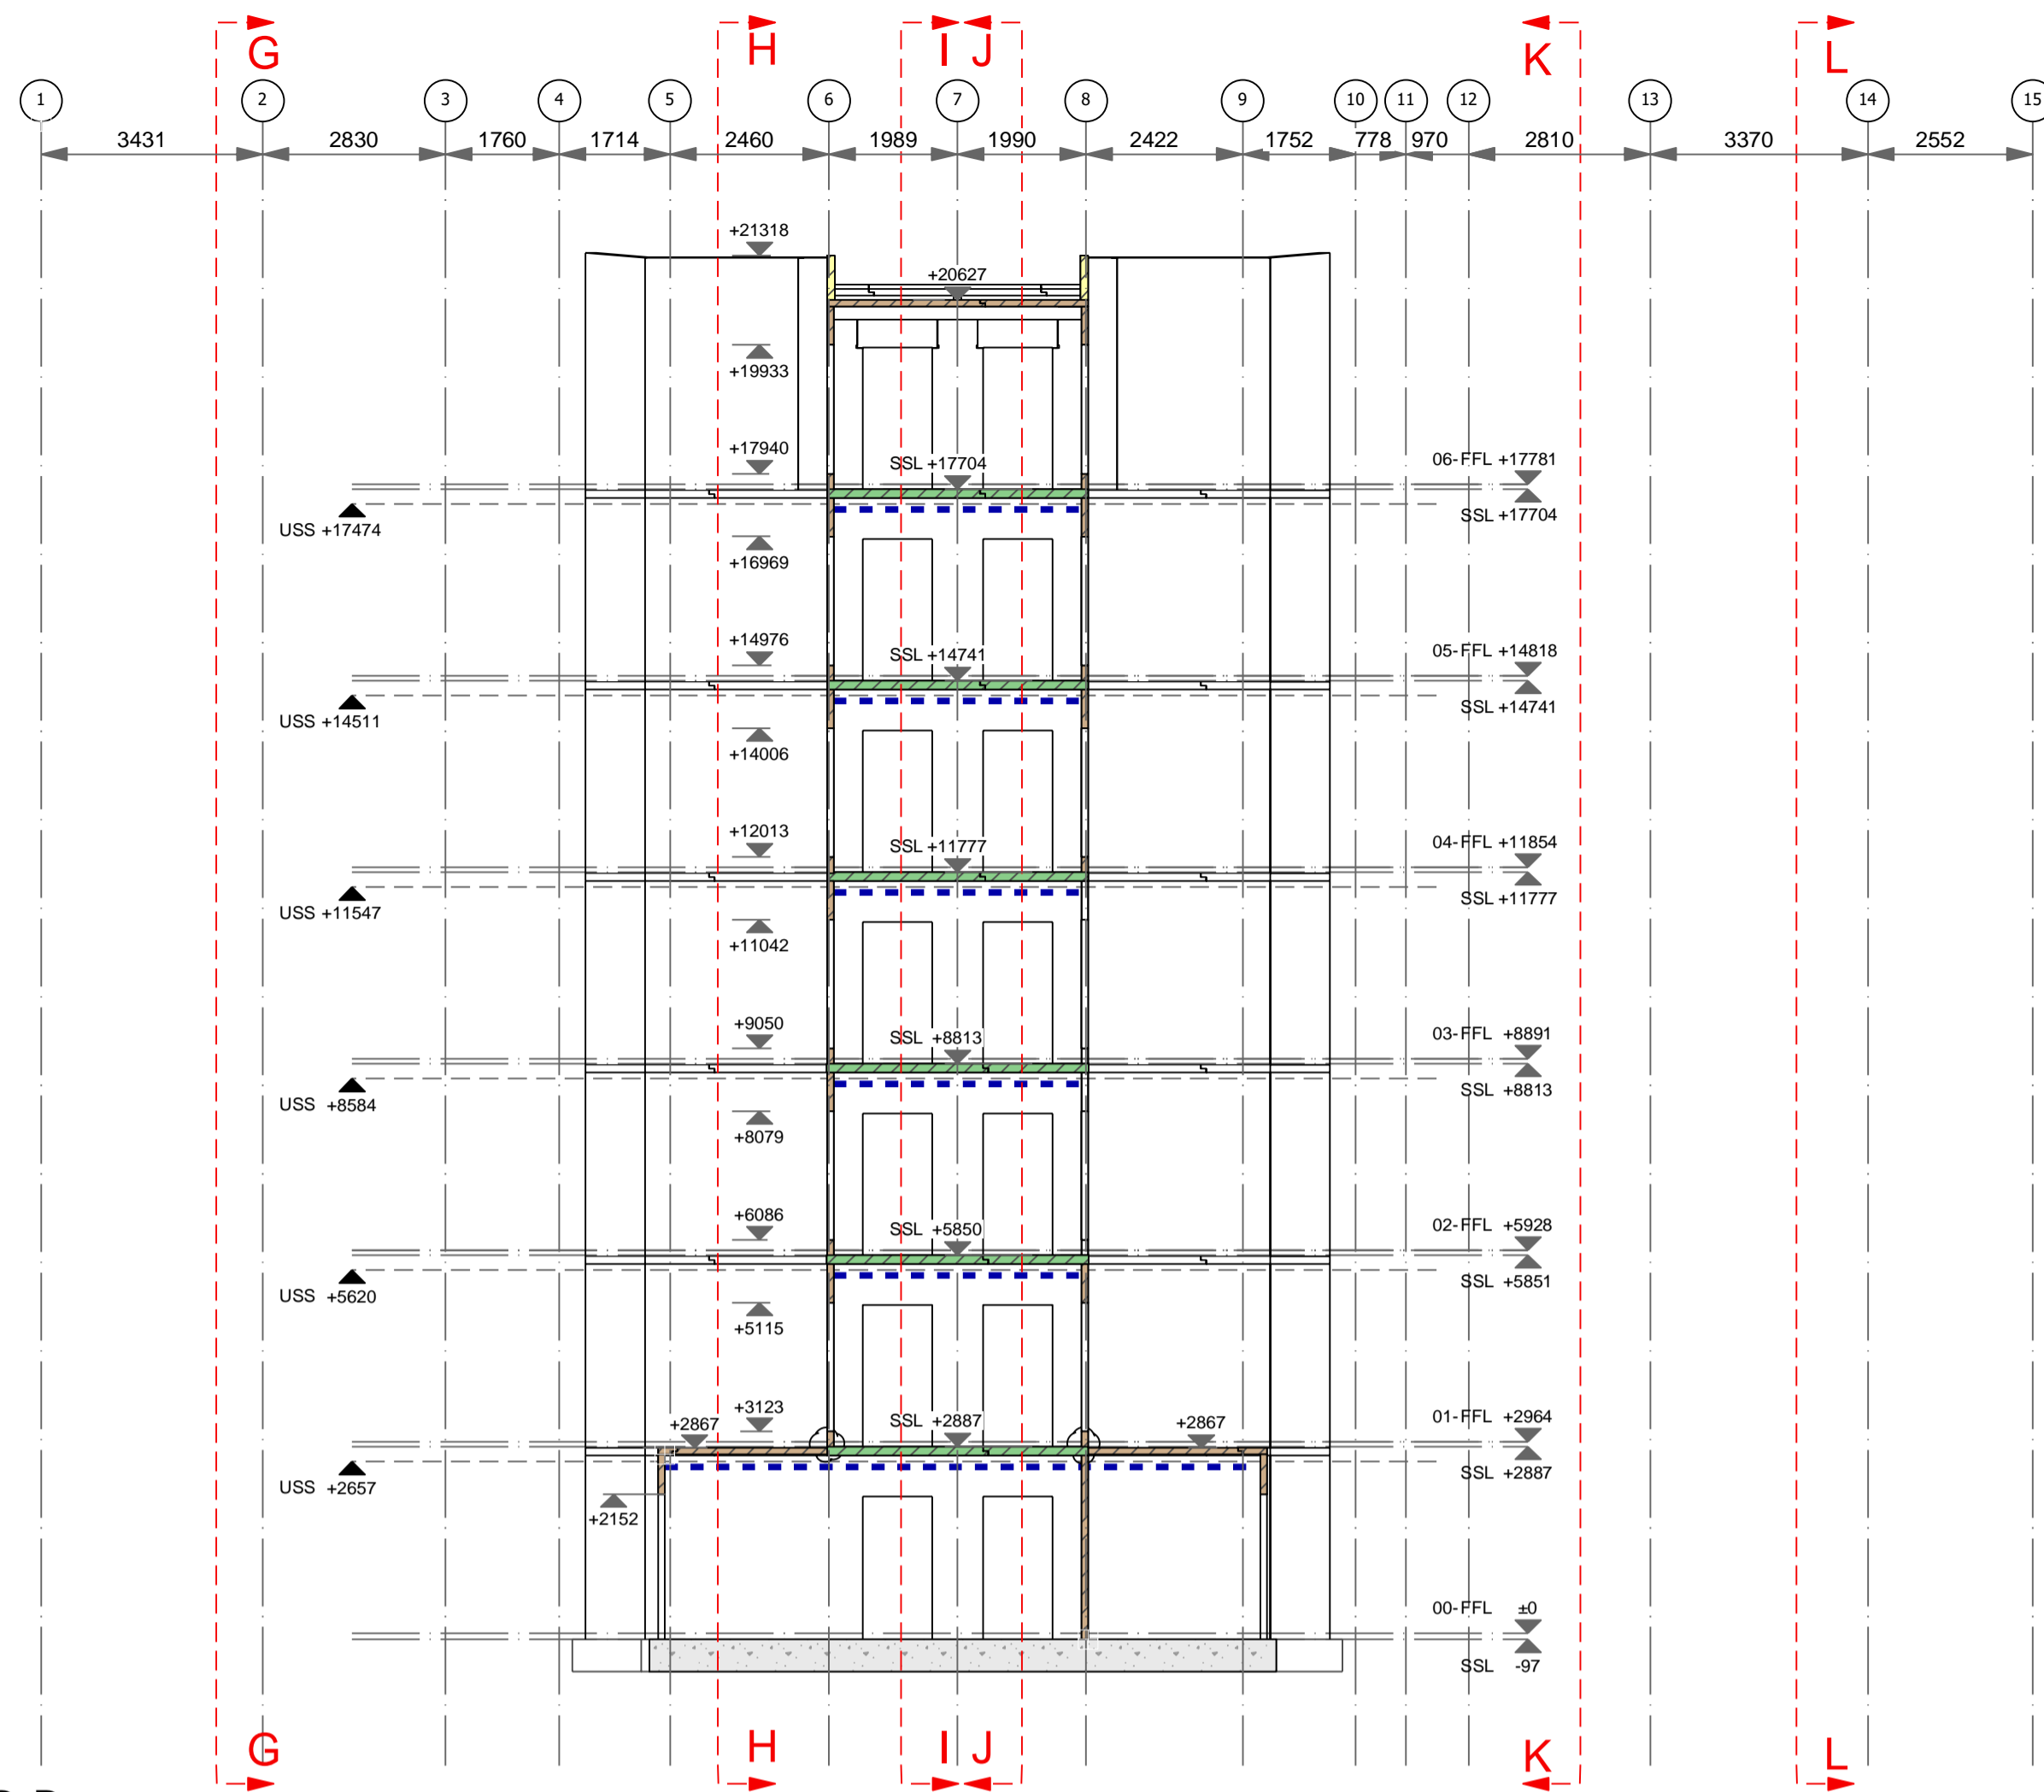 G H I J K L
1 2 3 4 5 6 7 8 9 10 11 12 13 14 15
3431 2830 1760 1714 2460 1989 1990 2422 1752 778 970 2810 3370 2552
+21318
+20627
+19933
+17940
SSL +17704
06-FFL +17781
SSL +17704
USS +17474
+16969
+14976
SSL +14741
05-FFL +14818
SSL +14741
USS +14511
+14006
+12013
SSL +11777
04-FFL +11854
SSL +11777
USS +11547
+11042
+9050
SSL +8813
03-FFL +8891
SSL +8813
USS +8584
+8079
+6086
SSL +5850
02-FFL +5928
SSL +5851
USS +5620
+5115
+3123
+2867
SSL +2887
+2867
01-FFL +2964
SSL +2887
USS +2657
+2152
00-FFL ±0
SSL -97
G H I J K L